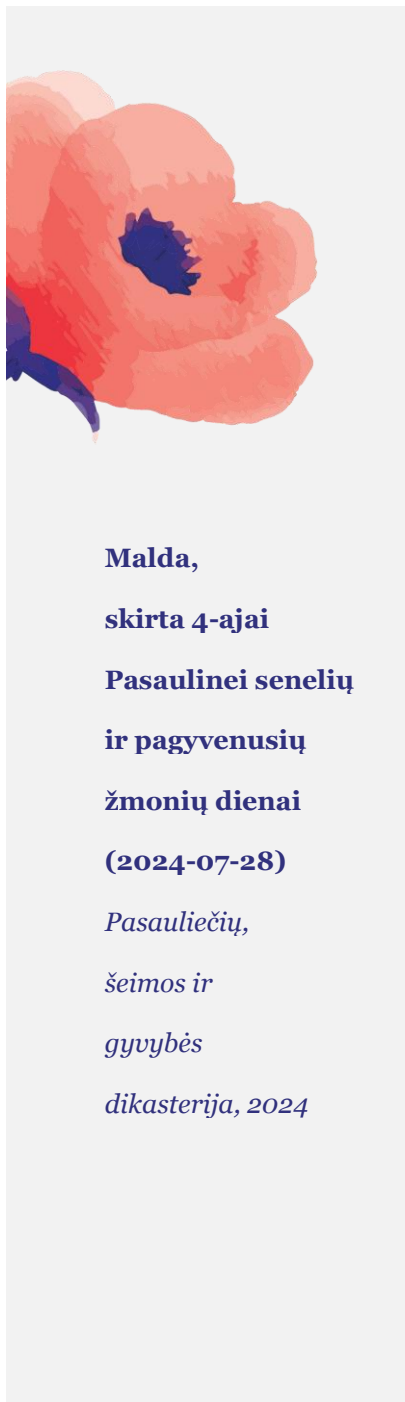 Malda,
skirta 4-ajai
Pasaulinei senelių
ir pagyvenusių
žmonių dienai
(2024-07-28)
Pasauliečių,
šeimos ir
gyvybės
dikasterija, 2024